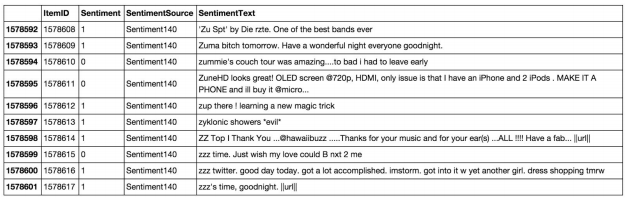 ItemID Sentiment SentimentSource SentimentText
1578592 1578608 1 Sentiment140 'Zu Spt' by Die rzte. One of the best bands ever
1578593 1578609 1 Sentiment140 Zuma bitch tomorrow. Have a wonderful night everyone goodnight.
1578594 1578610 0 Sentiment140 zummie's couch tour was amazing....to bad i had to leave early
1578595 1578611 0 Sentiment140 ZuneHD looks great! OLED screen @720p, HDMI, only issue is that I have an iPhone and 2 iPods . MAKE IT A
PHONE and ill buy it @micro...
1578596 1578612 1 Sentiment140 zup there ! learning a new magic trick
1578597 1578613 1 Sentiment140 zyklonic showers *evil*
1578598 1578614 1 Sentiment140 ZZ Top I Thank You ...@hawaiibuzz .....Thanks for your music and for your ear(s) ...ALL !!!! Have a fab... ||url||
1578599 1578615 0 Sentiment140 zzz time. Just wish my love could B nxt 2 me
1578600 1578616 1 Sentiment140 zzz twitter. good day today. got a lot accomplished. imstorm. got into it w yet another girl. dress shopping tmrw
1578601 1578617 1 Sentiment140 zzz's time, goodnight. ||url||